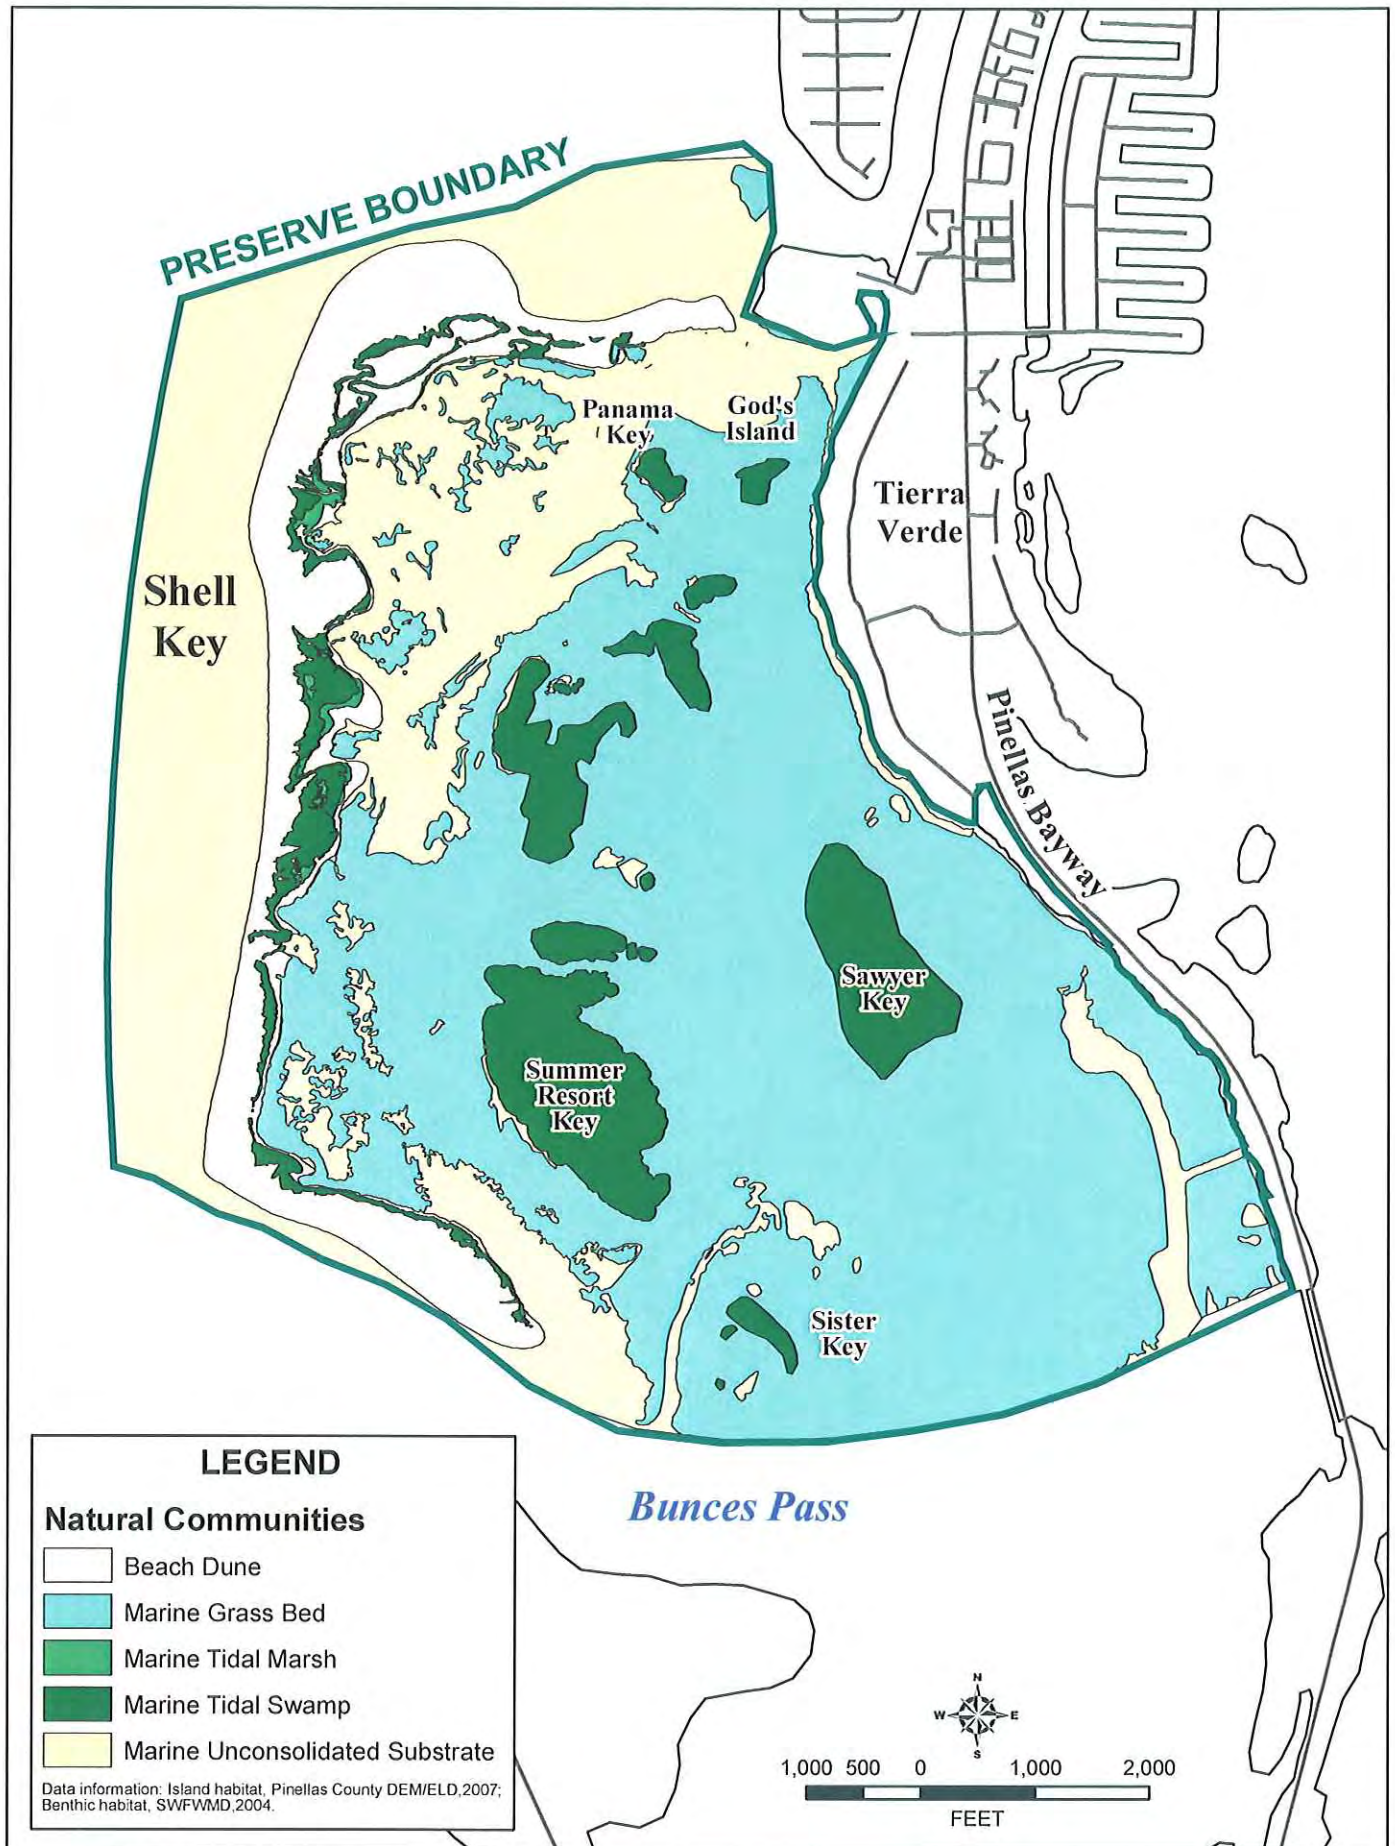 PRESERVE BOUNDARY
Panama
Key
God's
Island
Tierra
Verde
Shell
Key
Pinellas Bayway
Sawyer
Key
Summer
Resort
Key
Sister
Key
Bunces Pass
LEGEND
Natural Communities
Beach Dune
Marine Grass Bed
Marine Tidal Marsh
Marine Tidal Swamp
Marine Unconsolidated Substrate
Data information: Island habitat, Pinellas County DEM/ELD,2007;
Benthic habitat, SWFWMD,2004.
N
W E
S
1,000 500 0 1,000 2,000
FEET